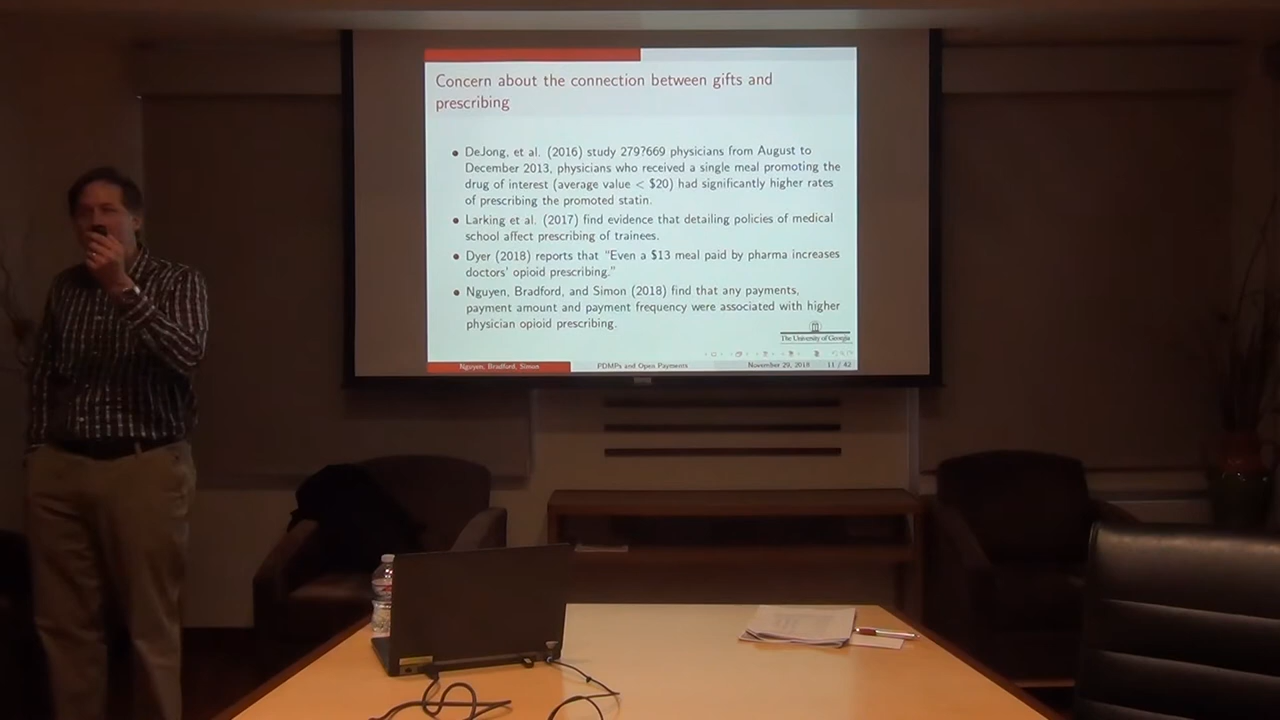 Concern about the connection between gifts and
prescribing
DeJong, et al. (2016) study 279?669 physicians from August to
December 2013, physicians who received a single meal promoting the
drug of interest (average value < $20) had significantly higher rates
of prescribing the promoted statin.
Larking et al. (2017) find evidence that detailing policies of medical
school affect prescribing of trainees.
Dyer (2018) reports that "Even a $13 meal paid by pharma increases
doctors' opioid prescribing."
Nguyen, Bradford, and Simon (2018) find that any payments,
payment amount and payment frequency were associated with higher
physician opioid prescribing.
The University of Georgia
Nguyen, Bradford, Simon PDMPs and Open Payments November 29, 2018 11 / 42